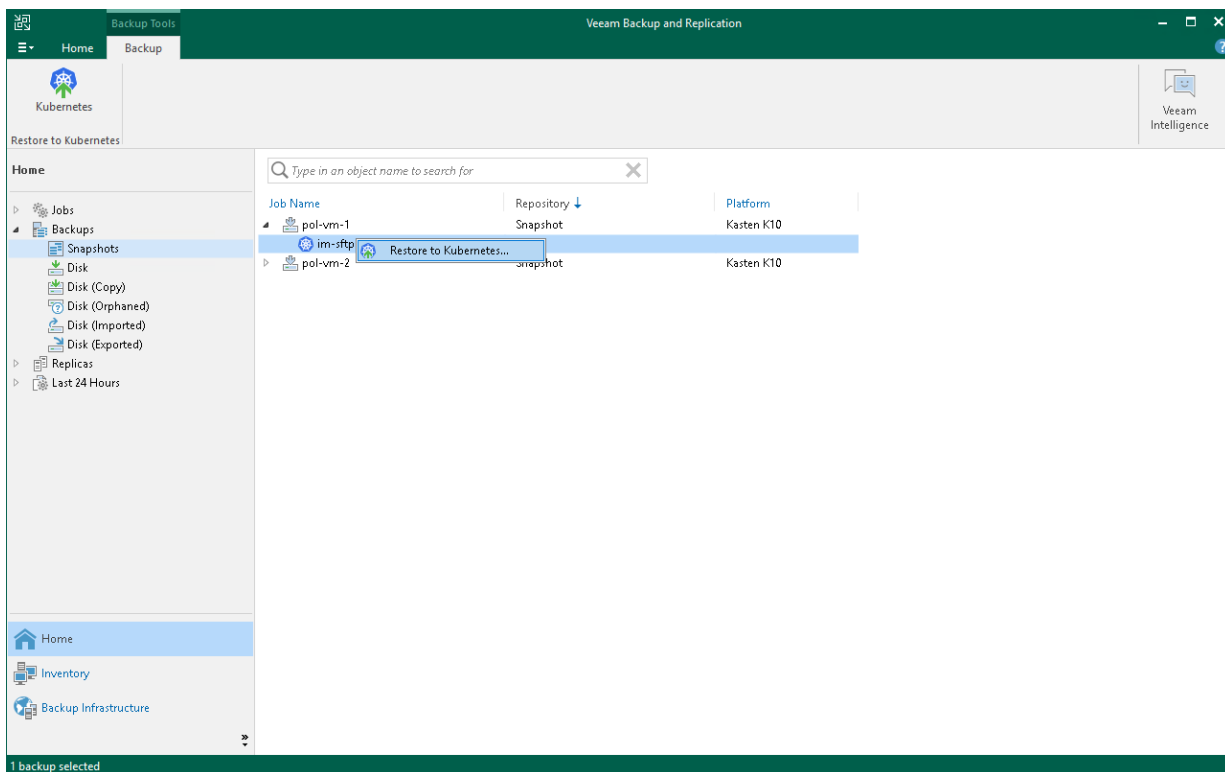 Backup Tools
Veeam Backup and Replication
Home
Backup
Kubernetes
Restore to Kubernetes
Veeam
Intelligence
Home
Jobs
Backups
Snapshots
Disk
Disk (Copy)
Disk (Orphaned)
Disk (Imported)
Disk (Exported)
Replicas
Last 24 Hours
Type in an object name to search for
Job Name Repository Platform
pol-vm-1 Snapshot Kasten K10
im-sftp
Restore to Kubernetes...
pol-vm-2 Snapshot Kasten K10
Home
Inventory
Backup Infrastructure
1 backup selected